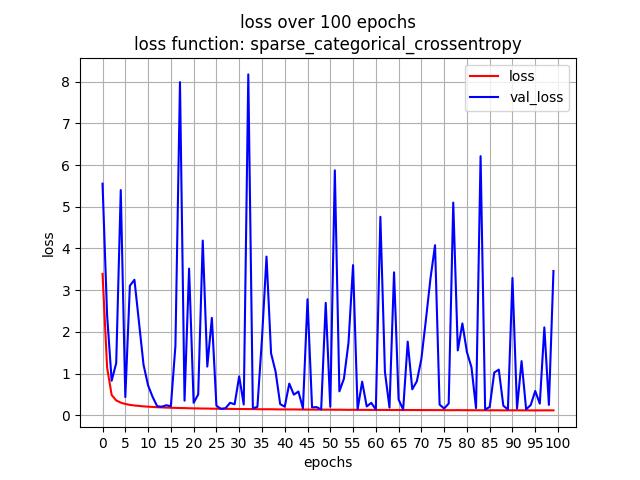 loss over 100 epochs
loss function: sparse_categorical_crossentropy
loss
val_loss
loss
8
7
6
5
4
3
2
1
0
0 5 10 15 20 25 30 35 40 45 50 55 60 65 70 75 80 85 90 95 100
epochs